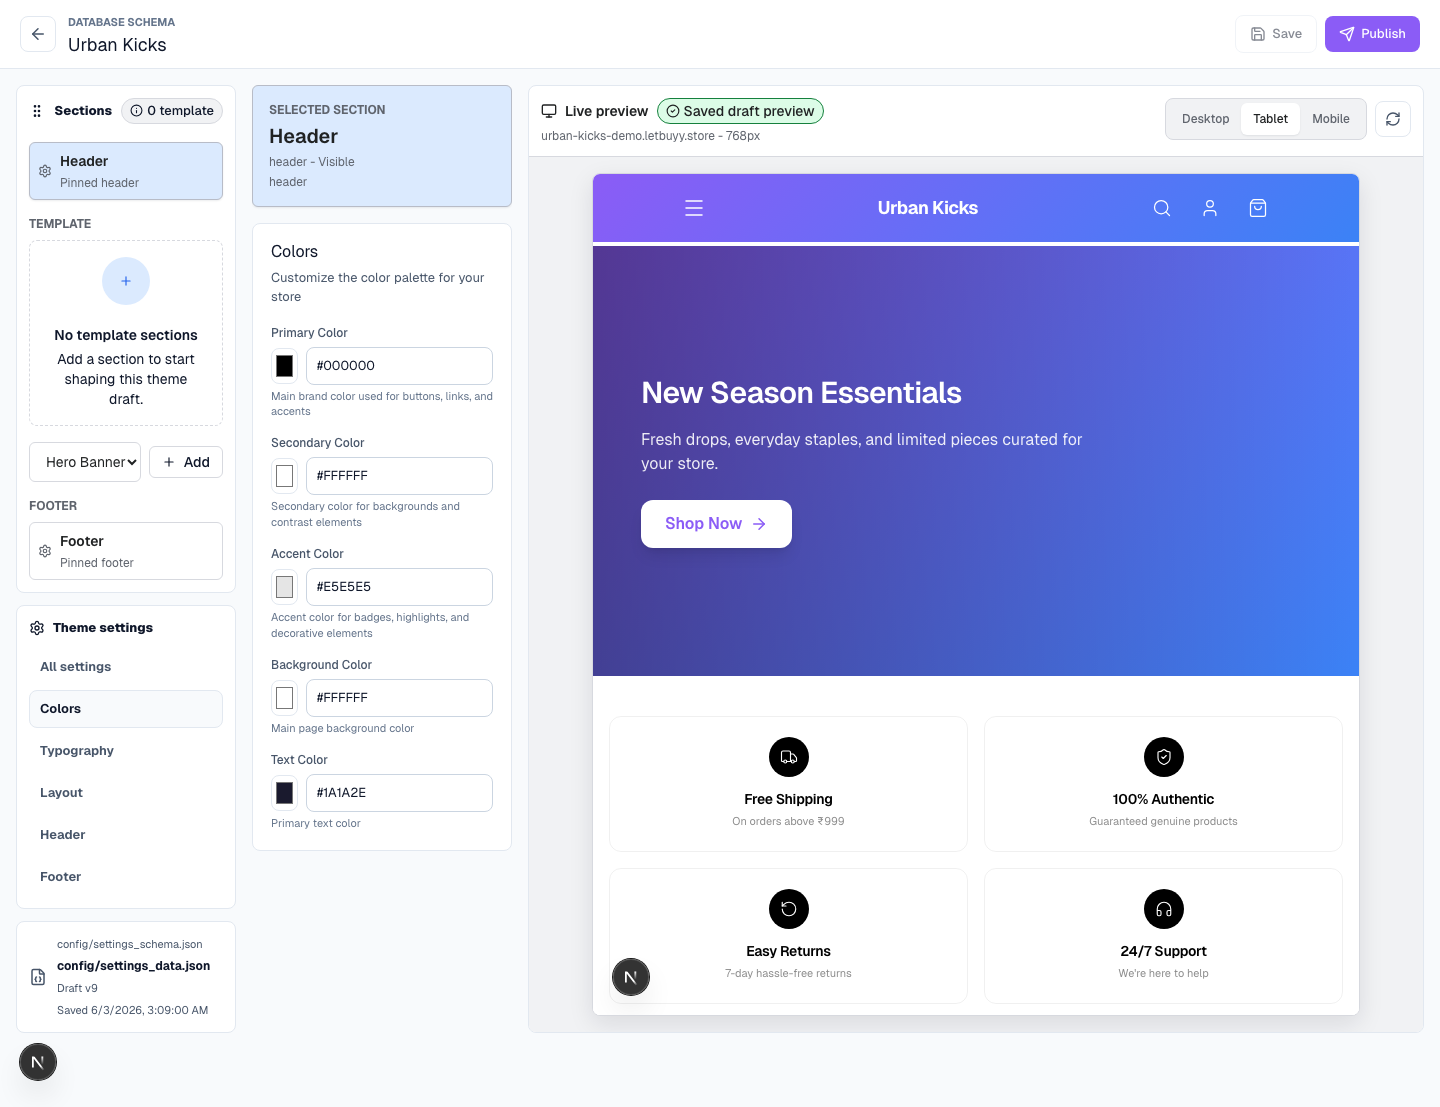 DATABASE SCHEMA
Urban Kicks
Save
Publish
Sections
0 template
Header
Pinned header
TEMPLATE
No template sections
Add a section to start
shaping this theme
draft.
Hero Banner
Add
FOOTER
Footer
Pinned footer
Theme settings
All settings
Colors
Typography
Layout
Header
Footer
config/settings_schema.json
config/settings_data.json
Draft v9
Saved 6/3/2026, 3:09:00 AM
N
SELECTED SECTION
Header
header - Visible
header
Colors
Customize the color palette for your
store
Primary Color
#000000
Main brand color used for buttons, links, and
accents
Secondary Color
#FFFFFF
Secondary color for backgrounds and
contrast elements
Accent Color
#E5E5E5
Accent color for badges, highlights, and
decorative elements
Background Color
#FFFFFF
Main page background color
Text Color
#1A1A2E
Primary text color
Live preview
Saved draft preview
urban-kicks-demo.letbuyy.store - 768px
Desktop
Tablet
Mobile
Urban Kicks
New Season Essentials
Fresh drops, everyday staples, and limited pieces curated for
your store.
Shop Now
Free Shipping
On orders above ₹999
100% Authentic
Guaranteed genuine products
Easy Returns
7-day hassle-free returns
24/7 Support
We're here to help
N